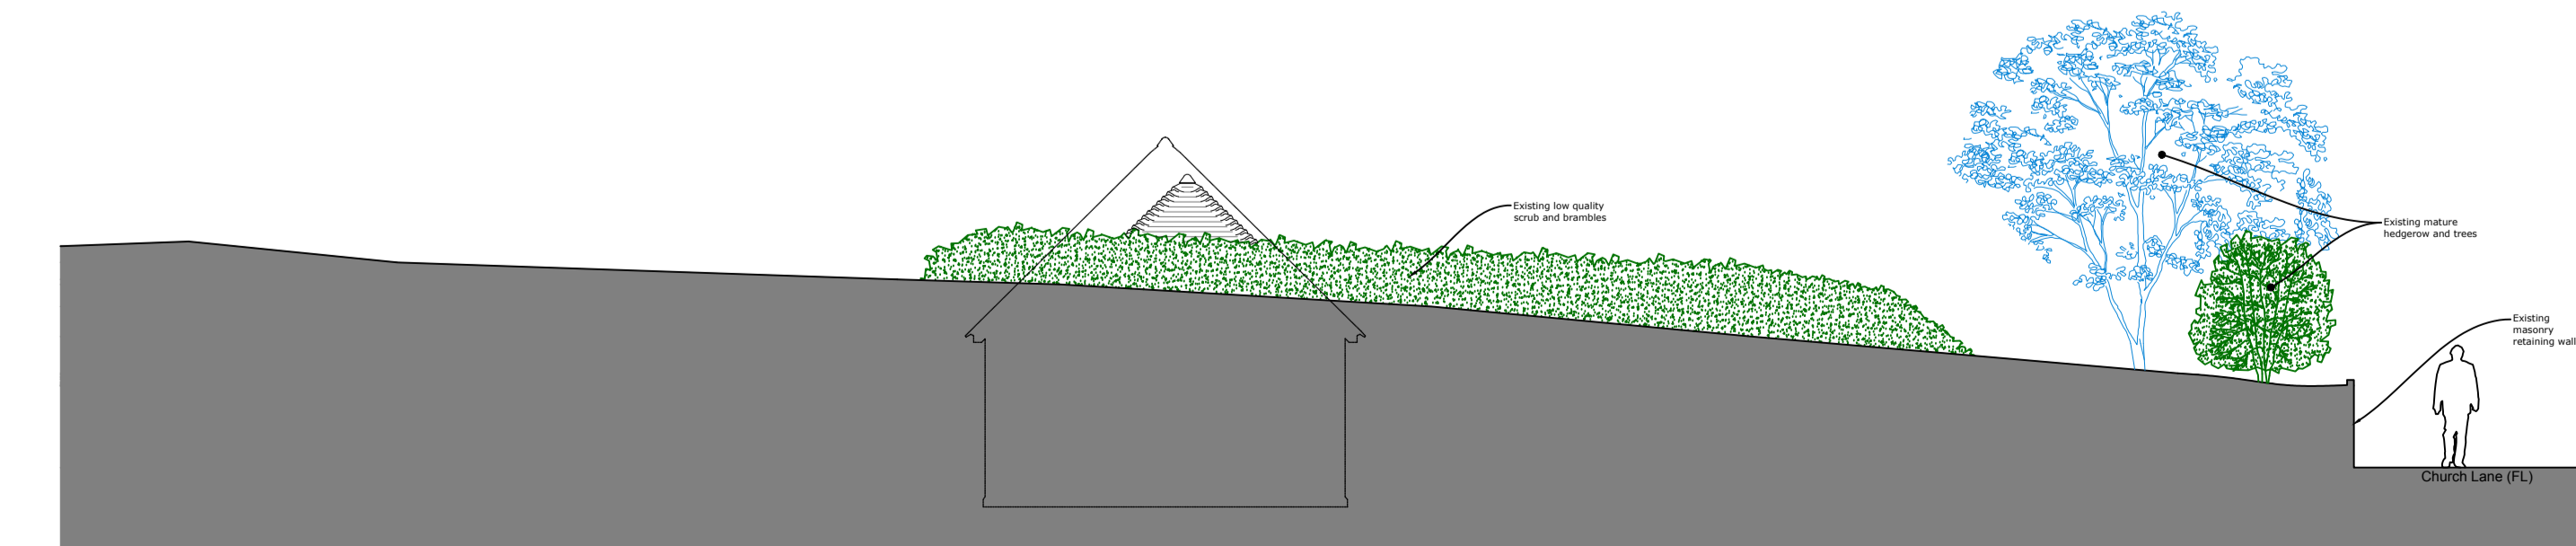 Existing low quality
scrub and brambles
Existing mature
hedgerow and trees
Existing
masonry
retaining wall
Church Lane (FL)